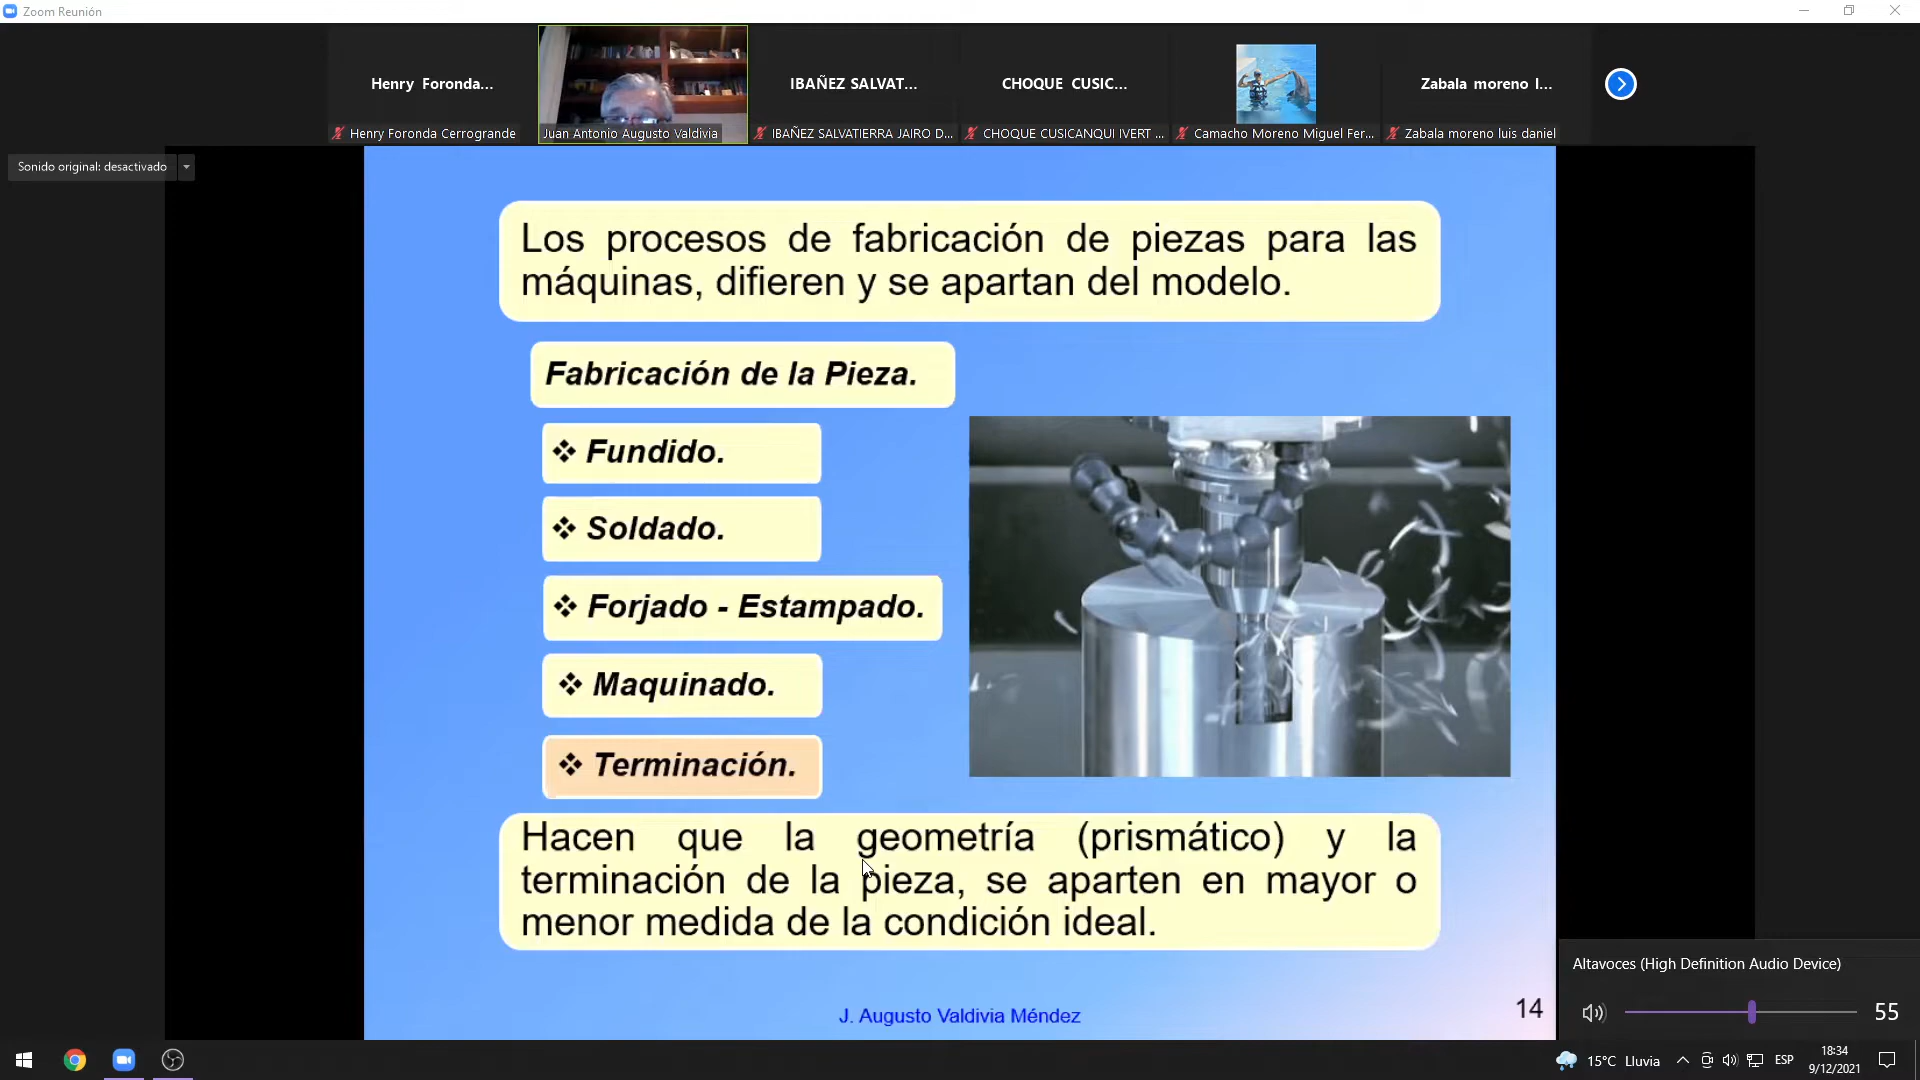 Zoom Reunión
Henry Foronda...
IBAÑEZ SALVAT...
CHOQUE CUSIC...
Zabala moreno l...
Henry Foronda Cerrogrande
Juan Antonio Augusto Valdivia
IBAÑEZ SALVATIERRA JAIRO D...
CHOQUE CUSICANQUI IVERT ...
Camacho Moreno Miguel Fer...
Zabala moreno luis daniel
Sonido original: desactivado
Los procesos de fabricación de piezas para las
máquinas, difieren y se apartan del modelo.
Fabricación de la Pieza.
❖ Fundido.
❖ Soldado.
❖ Forjado - Estampado.
❖ Maquinado.
❖ Terminación.
Hacen que la geometría (prismático) y la
terminación de la pieza, se aparten en mayor o
menor medida de la condición ideal.
J. Augusto Valdivia Méndez
14
Altavoces (High Definition Audio Device)
55
15°C Lluvia
ESP
18:34
9/12/2021